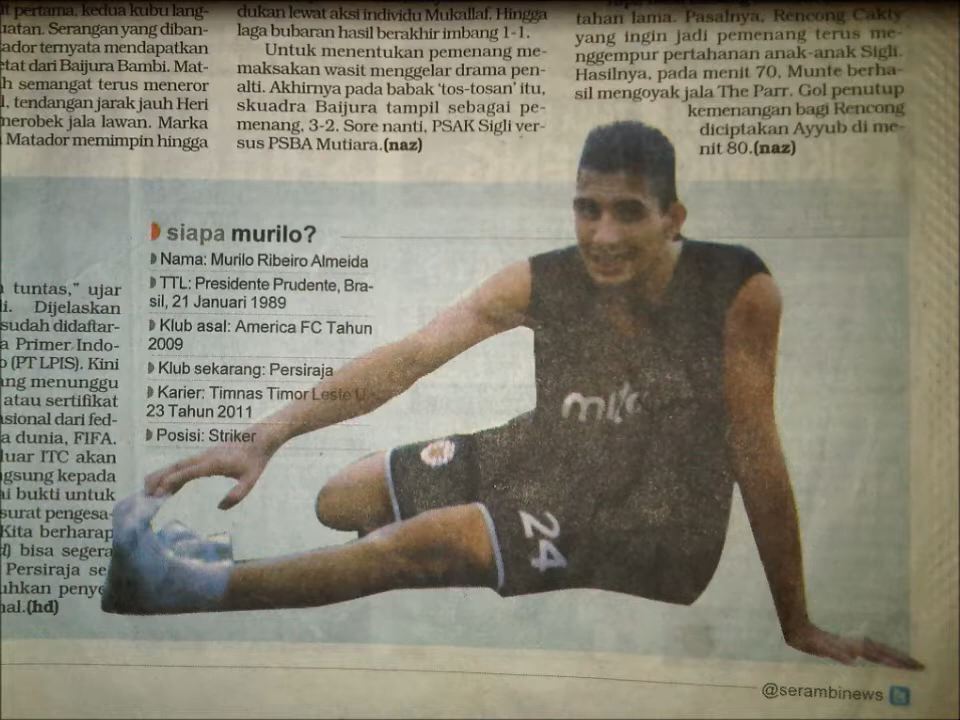 it pertama, kedua kubu lang-
uatan. Serangan yang diban-
ador ternyata mendapatkan
etat dari Baijura Bambi. Mat-
h semangat terus meneror
l, tendangan jarak jauh Heri
nerobek jala lawan. Marka
Matador memimpin hingga
dukan lewat aksi individu Mukallaf. Hingga
laga bubaran hasil berakhir imbang 1-1.
Untuk menentukan pemenang me-
maksakan wasit menggelar drama pen-
alti. Akhirnya pada babak 'tos-tosan' itu,
skuadra Baijura tampil sebagai pe-
menang, 3-2. Sore nanti, PSAK Sigli ver-
sus PSBA Mutiara.(naz)
tahan lama. Pasalnya, Rencong Cakty
yang ingin jadi pemenang terus me-
nggempur pertahanan anak-anak Sigli.
Hasilnya, pada menit 70, Munte berha-
sil mengoyak jala The Parr. Gol penutup
kemenangan bagi Rencong
diciptakan Ayyub di me-
nit 80.(naz)
tuntas," ujar
li. Dijelaskan
sudah didaftar-
a Primer Indo-
o (PT LPIS). Kini
ang menunggu
atau sertifikat
asional dari fed-
a dunia, FIFA.
luar ITC akan
ngsung kepada
ai bukti untuk
surat pengesa-
Kita berharap
d) bisa segera
Persiraja se
uhkan penye
nal.(hd)
siapa murilo?
Nama: Murilo Ribeiro Almeida
TTL: Presidente Prudente, Bra-
sil, 21 Januari 1989
Klub asal: America FC Tahun
2009
Klub sekarang: Persiraja
Karier: Timnas Timor Leste U-
23 Tahun 2011
Posisi: Striker
24
@serambinews